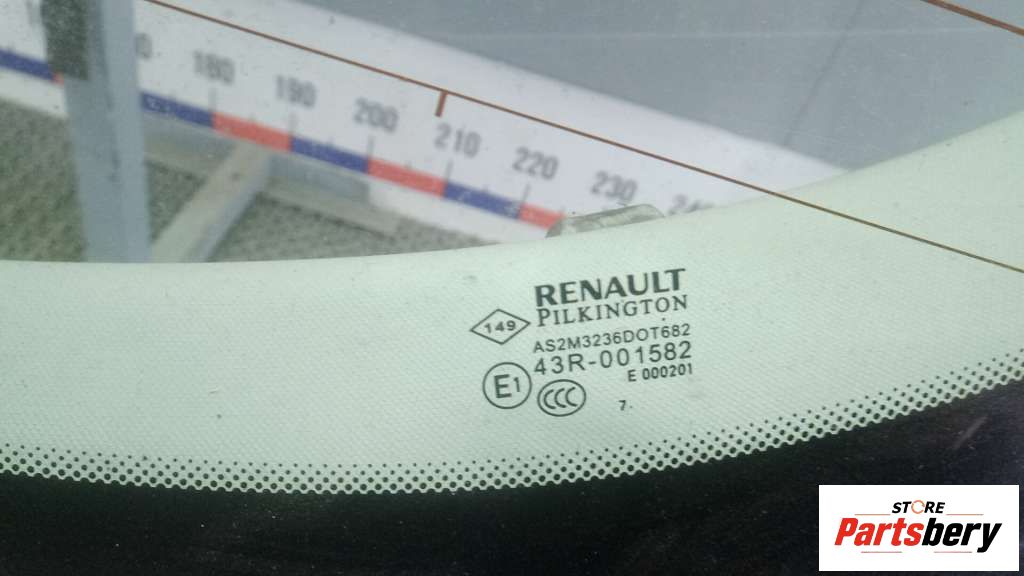 180 190 200 210 220 230
RENAULT
PILKINGTON
149
AS2M3236DOT682
43R-001582
E1
E 000201
CCC
7.
STORE
Partsbery